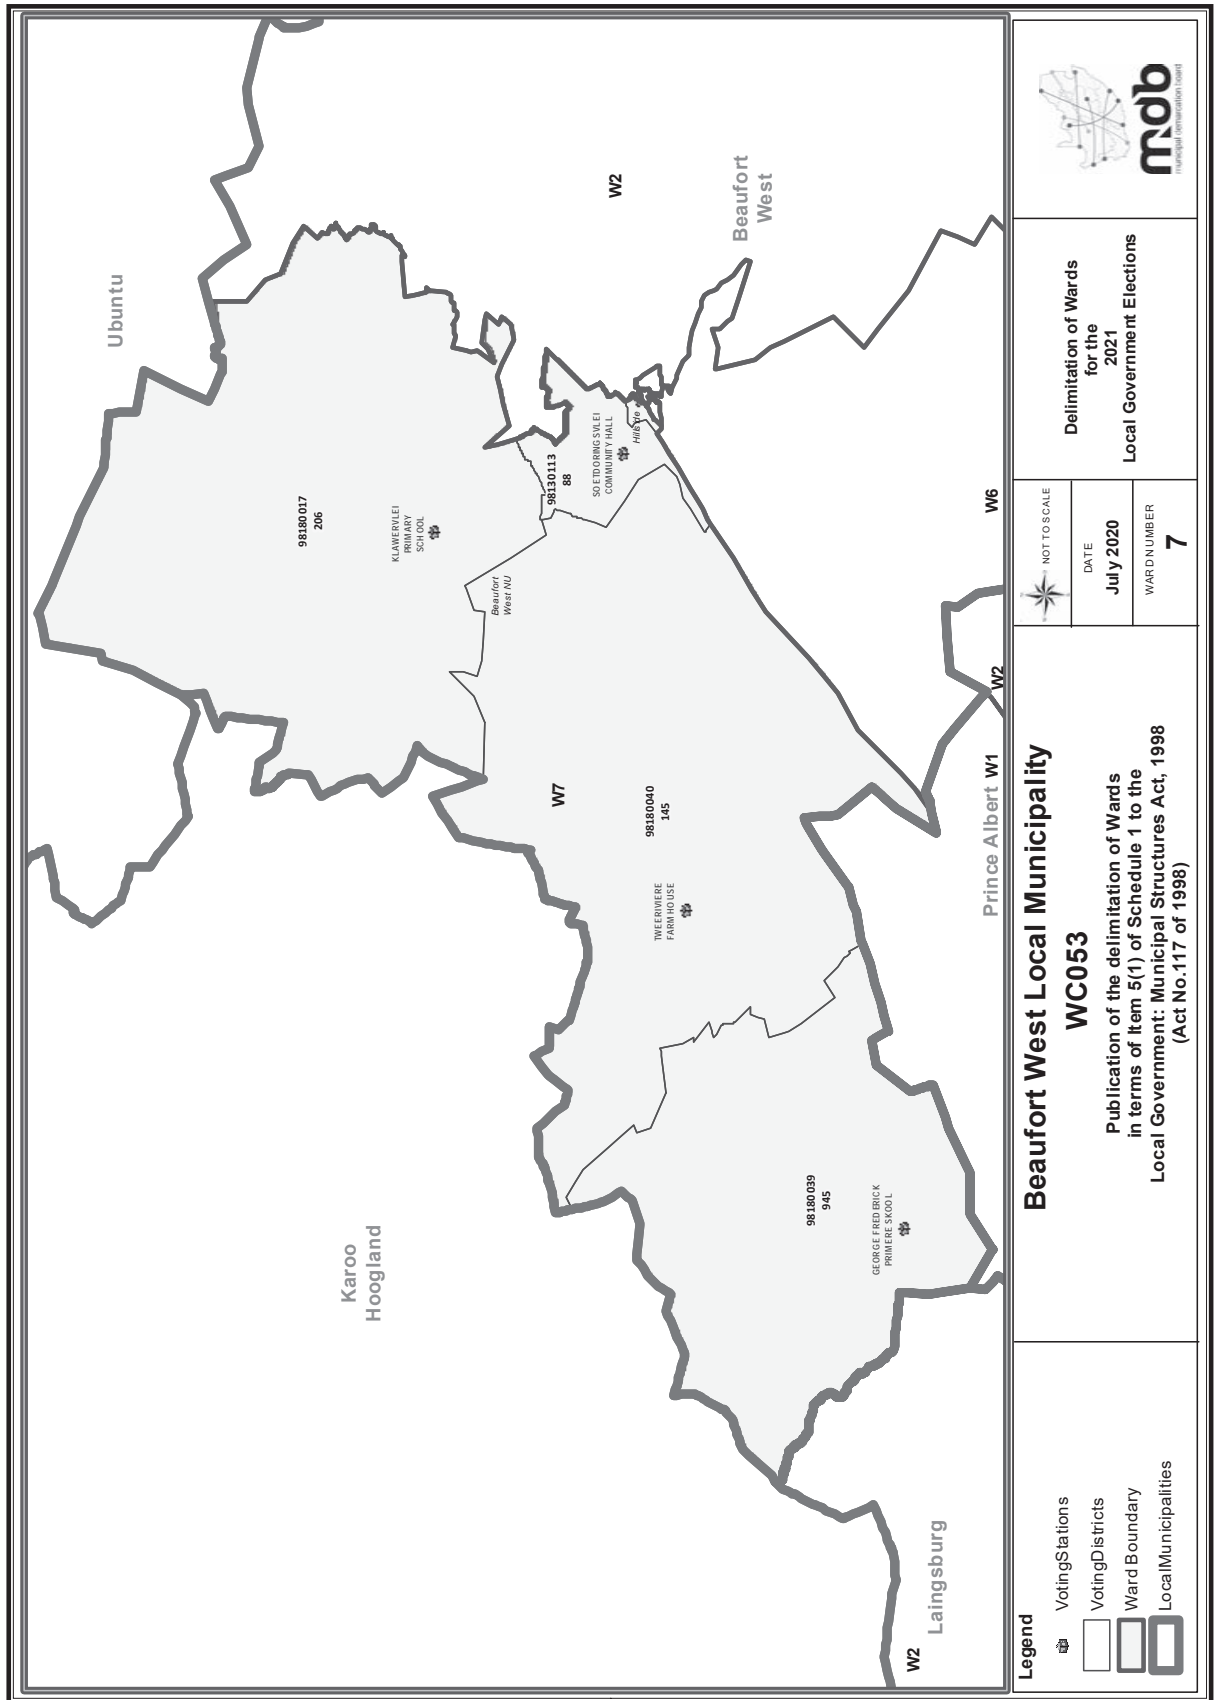 Ubuntu
Karoo
Hoogland
98180017
206
KLAWERVLEI
PRIMARY
SCHOOL
Beaufort
West NU
98130113
88
SOETDORINGSVLEI
COMMUNITY HALL
Hillside
W2
Beaufort
West
W7
98180040
145
TWEERIVIERE
FARMHOUSE
98180039
945
GEORGE FREDERICK
PRIMERE SKOOL
Laingsburg
W2
Prince Albert W1
W2
W6
Legend
VotingStations
VotingDistricts
Ward Boundary
LocalMunicipalities
Beaufort West Local Municipality
WC053
Publication of the delimitation of Wards
in terms of Item 5(1) of Schedule 1 to the
Local Government: Municipal Structures Act, 1998
(Act No.117 of 1998)
NOT TO SCALE
DATE
July 2020
WARD NUMBER
7
Delimitation of Wards
for the
2021
Local Government Elections
mdb
municipal demarcation board